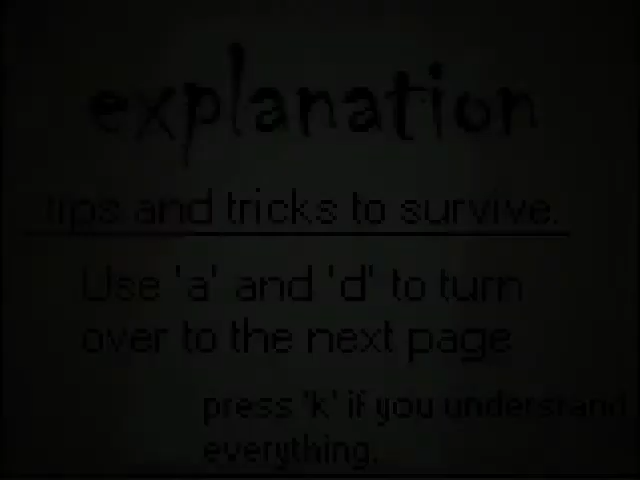 explanation
tips and tricks to survive.
Use 'a' and 'd' to turn
over to the next page
press 'k' if you understand
everything.